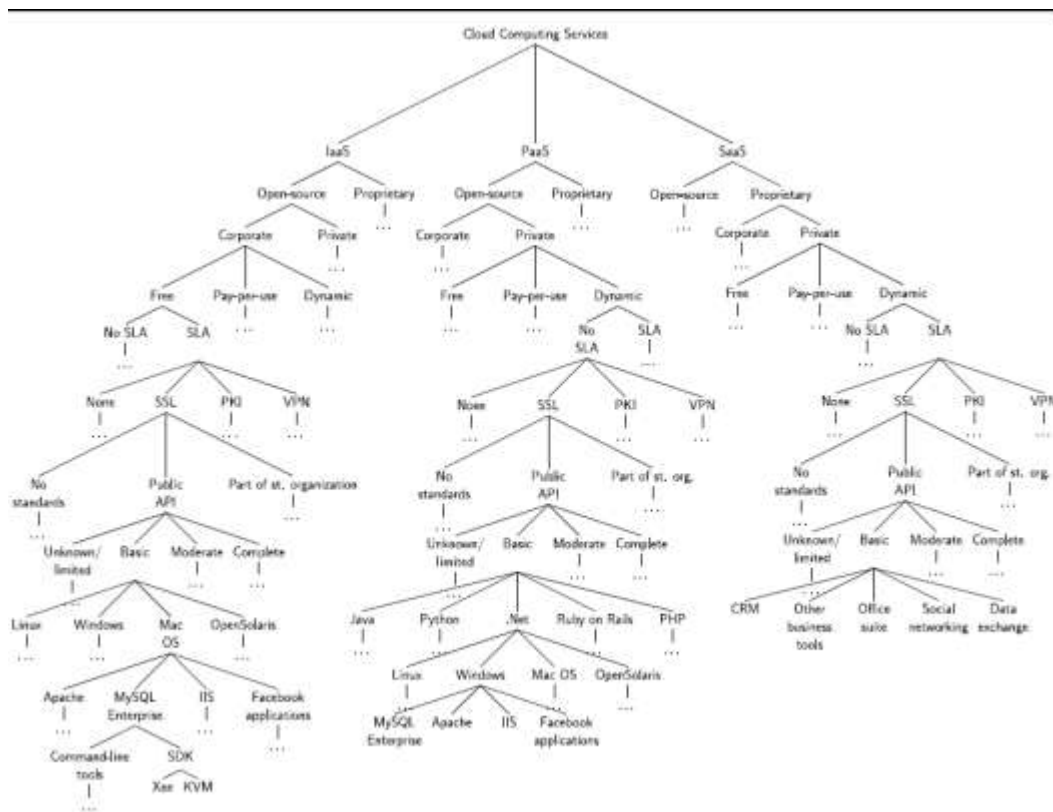 Cloud Computing Services
IaaS PaaS SaaS
Open-source Proprietary Open-source Proprietary Open-source Proprietary
... ... ...
Corporate Private Corporate Private Corporate Private
... ... ...
Free Pay-per-use Dynamic Free Pay-per-use Dynamic Free Pay-per-use Dynamic
... ... ... ... ... ...
No SLA SLA No SLA No SLA SLA
SLA
... ... ...
None SSL PKI VPN None SSL PKI VPN None SSL PKI VPN
... ... ... ... ... ... ... ... ...
No Public Part of st. organization No Public Part of st. org. No Public Part of st. org.
standards API standards API standards API
... ... ... ... ... ...
Unknown/ Basic Moderate Complete Unknown/ Basic Moderate Complete Unknown/ Basic Moderate Complete
limited limited limited
... ... ... ... ... ... ... ... ...
Linux Windows Mac OpenSolaris Java Python .Net Ruby on Rails PHP CRM Other Office Social Data
OS business suite networking exchange
tools
... ... ... ... ... ... ...
Linux Windows Mac OS OpenSolaris
... ... ...
Apache MySQL IIS Facebook MySQL Apache IIS Facebook
Enterprise applications Enterprise applications
... ... ...
Command-line SDK
tools
...
Xen KVM